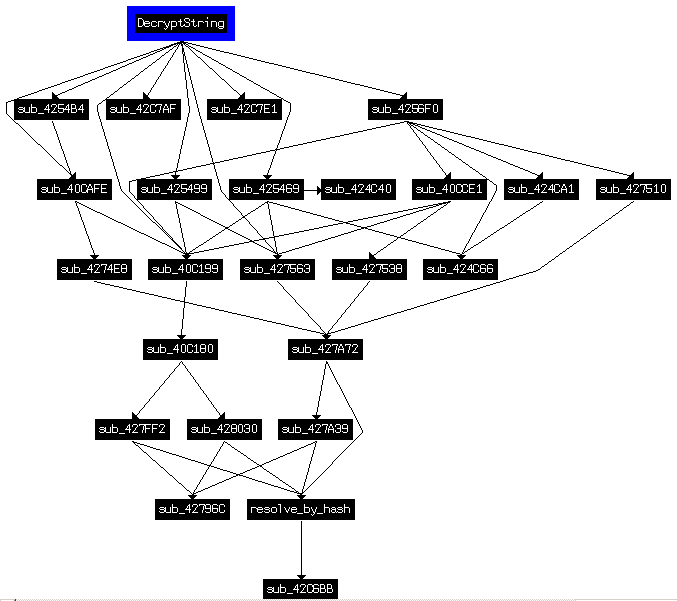 DecryptString
sub_4254B4 sub_42C7AF sub_42C7E1 sub_4256F0
sub_40CAFE sub_425499 sub_425469 sub_424C40 sub_40CCE1 sub_424CA1 sub_427510
sub_4274E8 sub_40C199 sub_427563 sub_427538 sub_424C66
sub_40C180 sub_427A72
sub_427FF2 sub_428030 sub_427A39
sub_42796C resolve_by_hash
sub_42C6BB